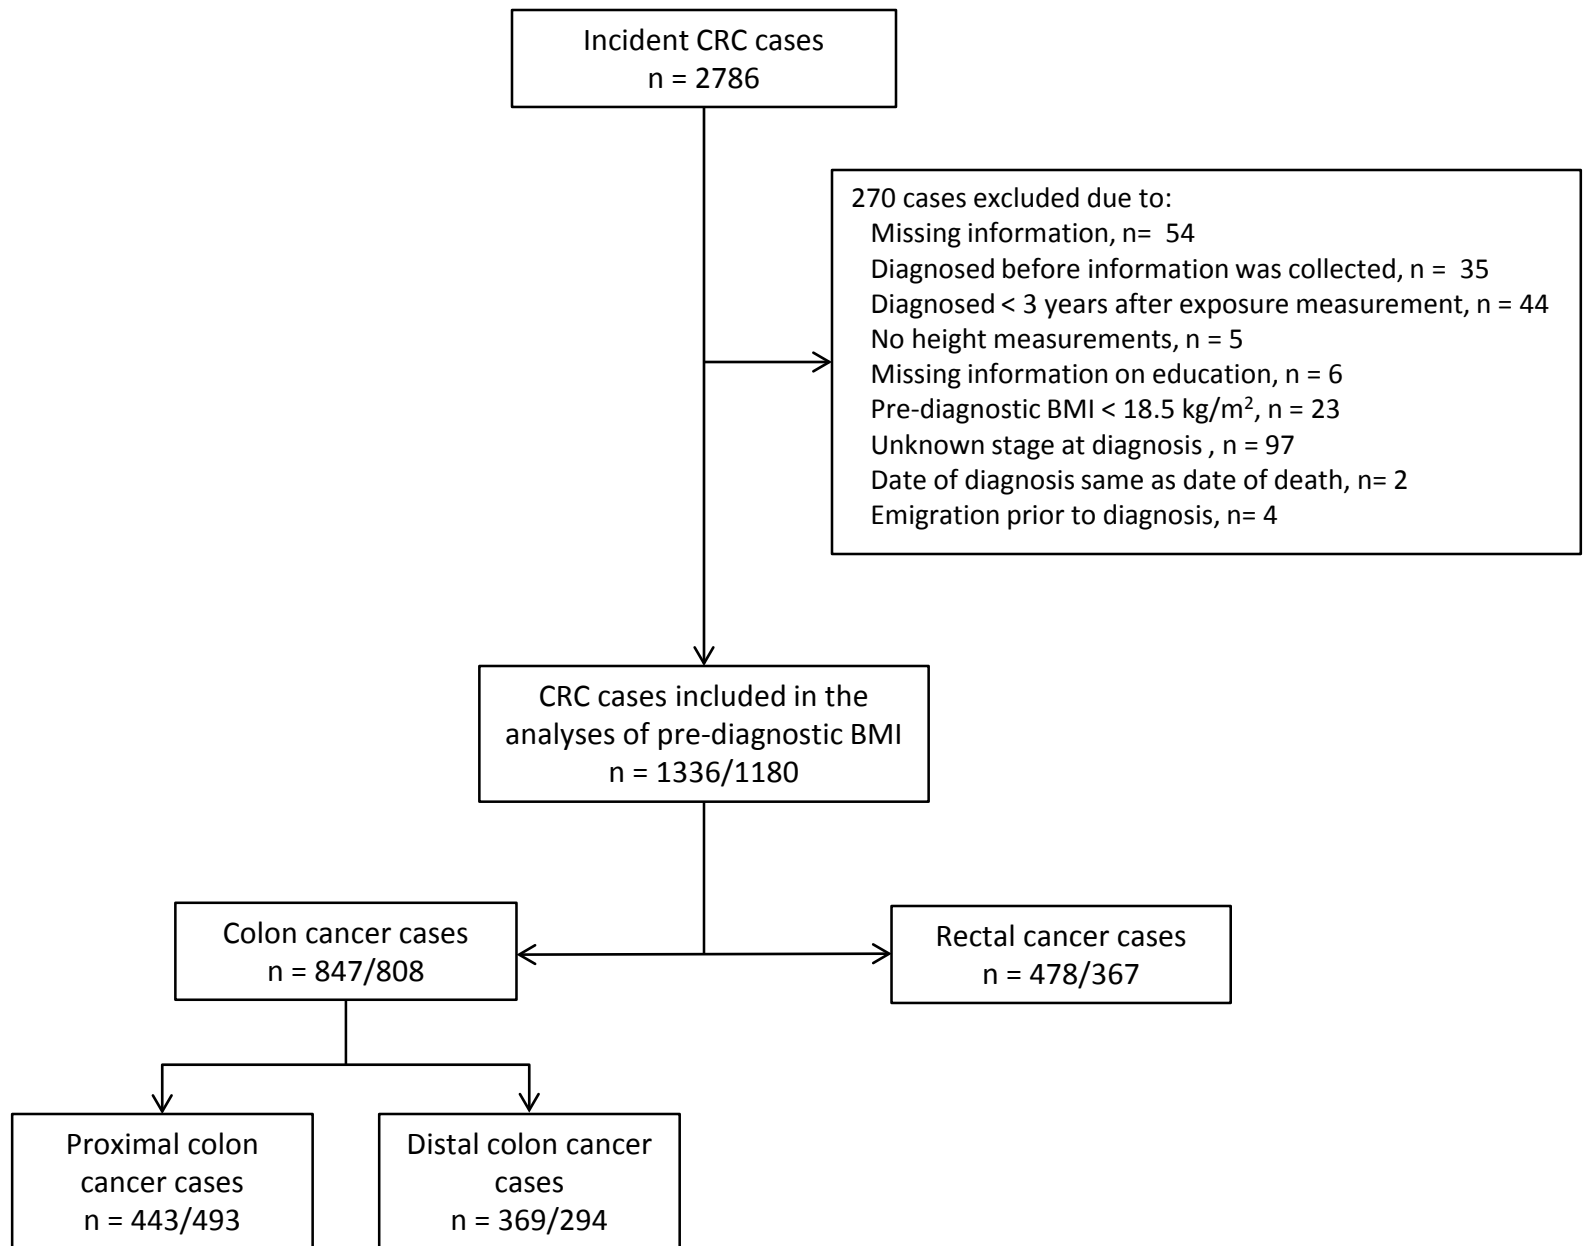 Incident CRC cases
n = 2786
270 cases excluded due to:
Missing information, n=  54
Diagnosed before information was collected, n =  35
Diagnosed < 3 years after exposure measurement, n = 44
No height measurements, n = 5
Missing information on education, n = 6
Pre-diagnostic BMI < 18.5 kg/m², n = 23
Unknown stage at diagnosis , n = 97
Date of diagnosis same as date of death, n= 2
Emigration prior to diagnosis, n= 4
CRC cases included in the
analyses of pre-diagnostic BMI
n = 1336/1180
Colon cancer cases
n = 847/808
Rectal cancer cases
n = 478/367
Proximal colon
cancer cases
n = 443/493
Distal colon cancer
cases
n = 369/294